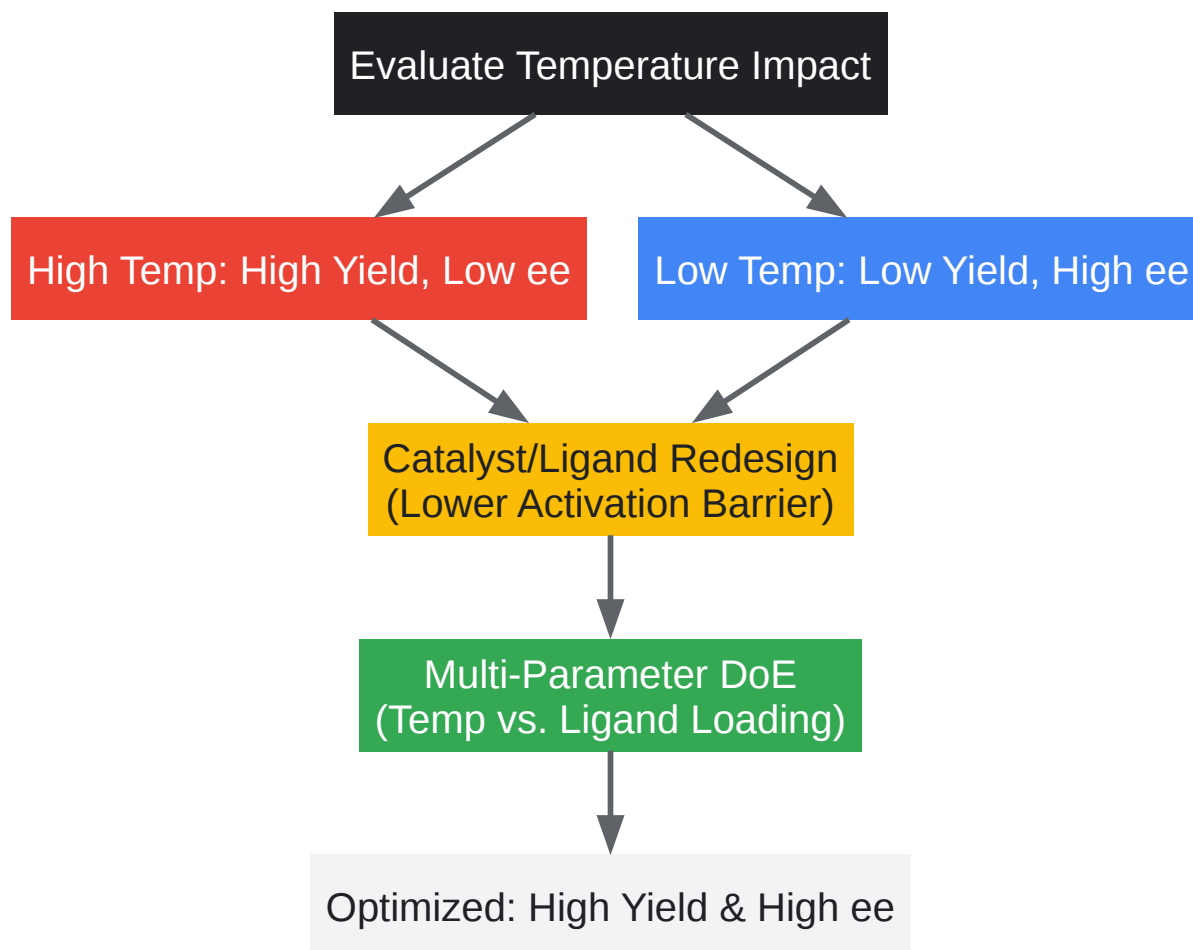 Evaluate Temperature Impact
High Temp: High Yield, Low ee
Low Temp: Low Yield, High ee
Catalyst/Ligand Redesign
(Lower Activation Barrier)
Multi-Parameter DoE
(Temp vs. Ligand Loading)
Optimized: High Yield & High ee